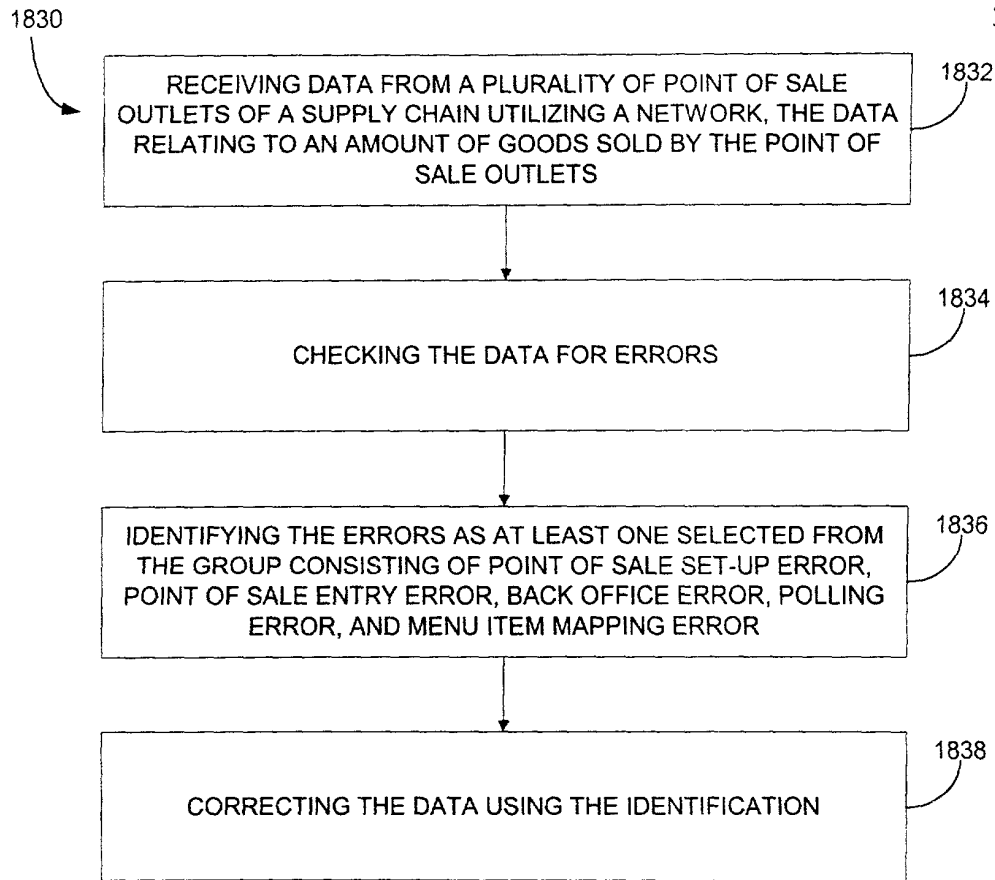 1830
RECEIVING DATA FROM A PLURALITY OF POINT OF SALE
OUTLETS OF A SUPPLY CHAIN UTILIZING A NETWORK, THE DATA
RELATING TO AN AMOUNT OF GOODS SOLD BY THE POINT OF
SALE OUTLETS
1832
CHECKING THE DATA FOR ERRORS
1834
IDENTIFYING THE ERRORS AS AT LEAST ONE SELECTED FROM
THE GROUP CONSISTING OF POINT OF SALE SET-UP ERROR,
POINT OF SALE ENTRY ERROR, BACK OFFICE ERROR, POLLING
ERROR, AND MENU ITEM MAPPING ERROR
1836
CORRECTING THE DATA USING THE IDENTIFICATION
1838